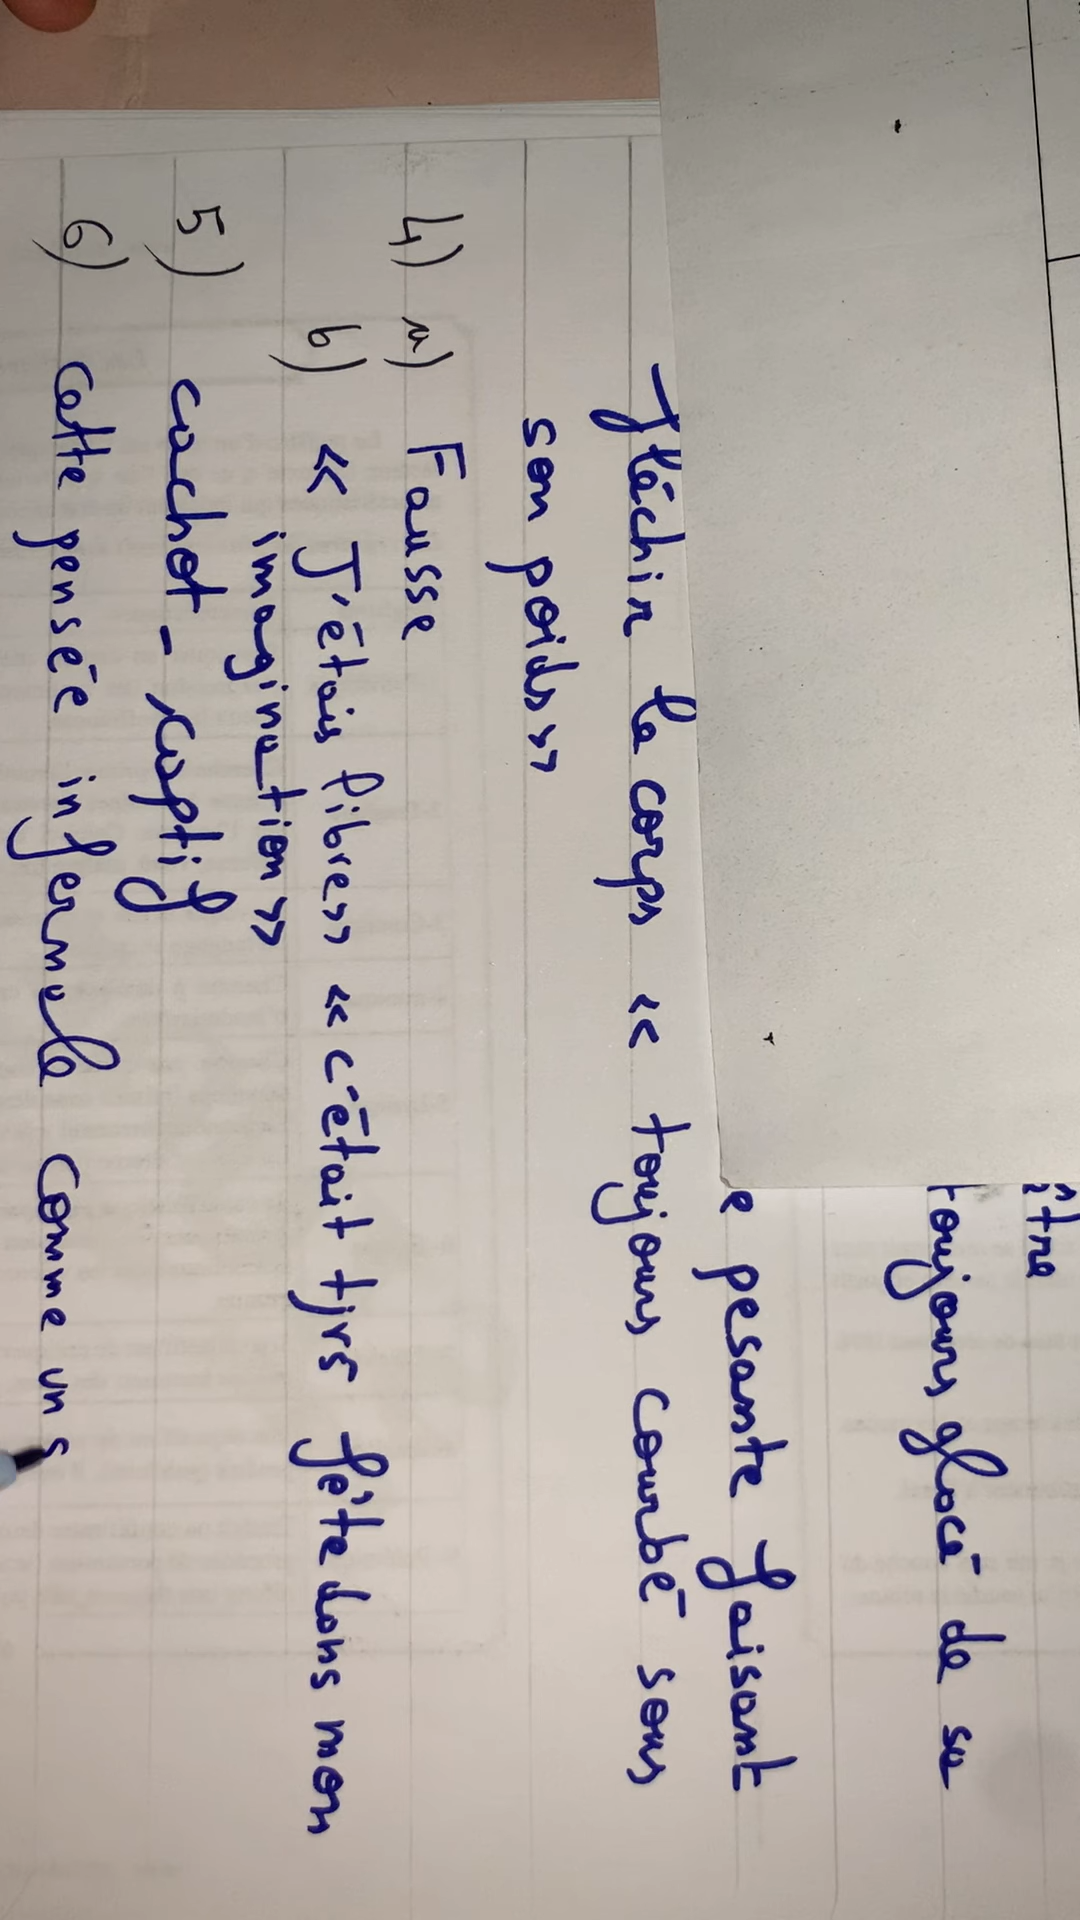 être
toujours glacé de sa
e pesante faisant
fléchir le corps « toujours courbé sous
son poids »
4) a) Fausse
b) « J'étais libre » « c'était tjrs fête dans mon
imagination »
5) cachot - captif
6) Cette pensée infernale comme un s